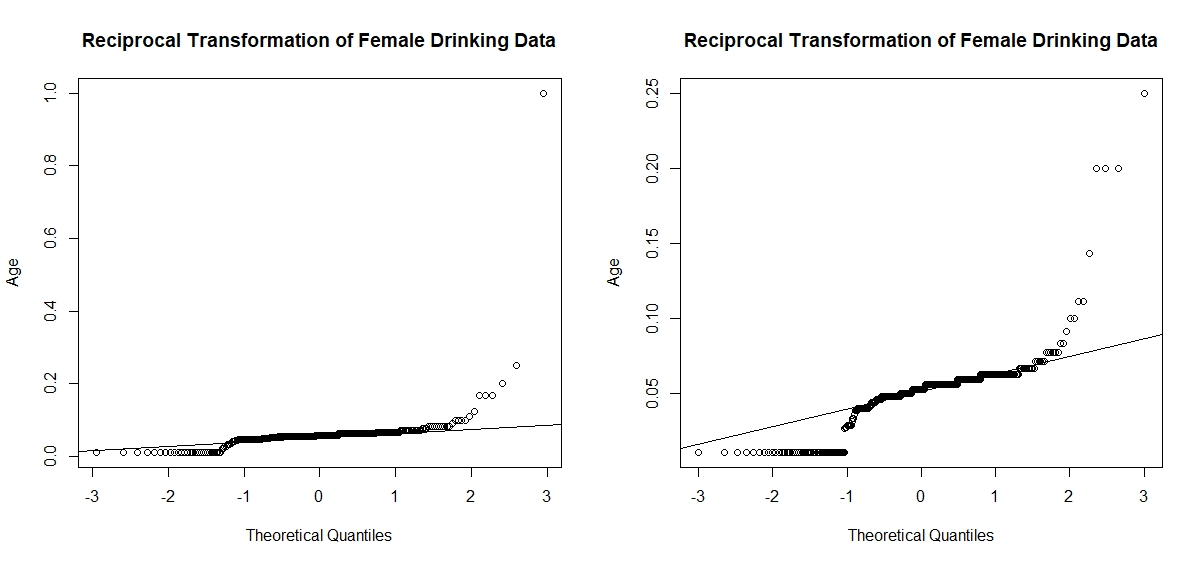 Reciprocal Transformation of Female Drinking Data
Age
1.0
0.8
0.6
0.4
0.2
0.0
-3 -2 -1 0 1 2 3
Theoretical Quantiles
Reciprocal Transformation of Female Drinking Data
Age
0.25
0.20
0.15
0.10
0.05
-3 -2 -1 0 1 2 3
Theoretical Quantiles